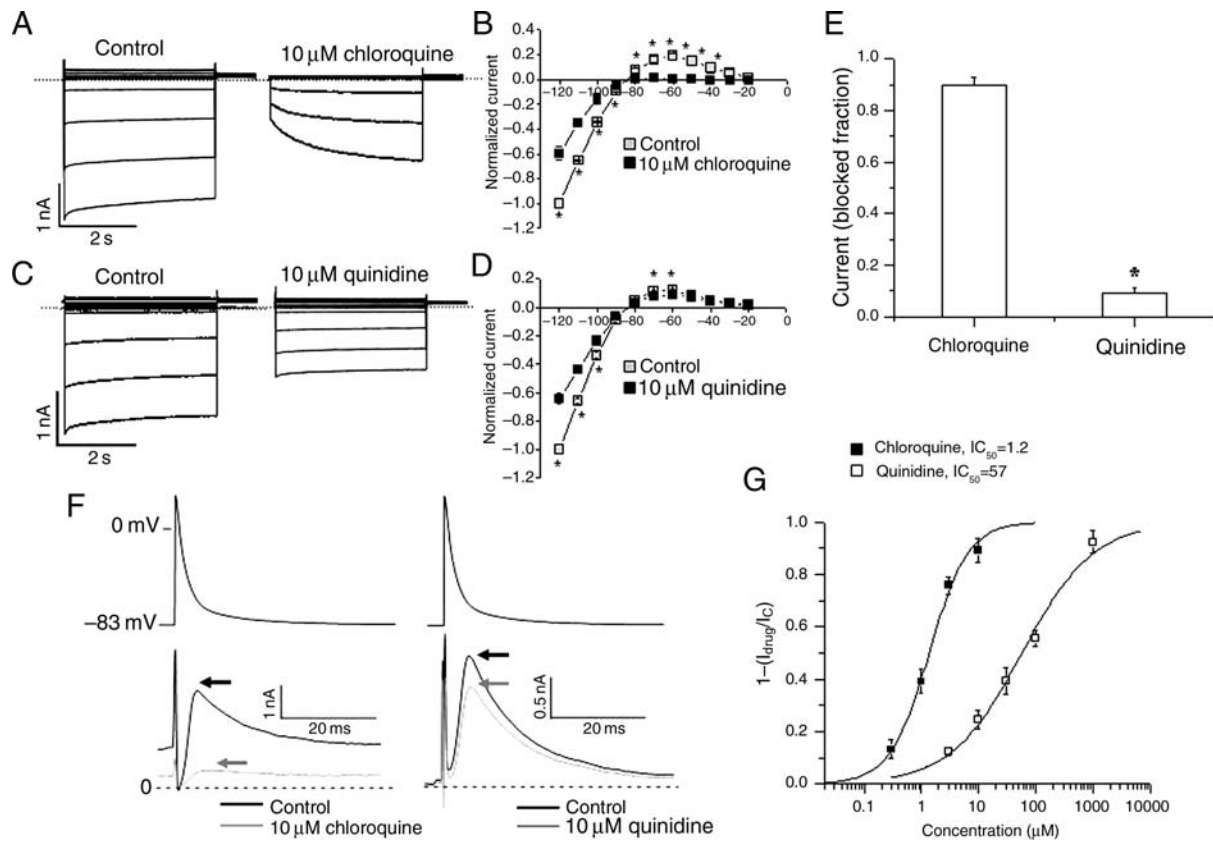 A
Control
10 μM chloroquine
1 nA
2 s
B
0.4
0.2
0.0
−0.2
−0.4
−0.6
−0.8
−1.0
−1.2
−120 −100 −80 −60 −40 −20 0
* * * * * *
* * * *
Normalized current
Control
10 μM chloroquine
C
Control
10 μM quinidine
1 nA
2 s
D
0.2
0.0
−0.2
−0.4
−0.6
−0.8
−1.0
−1.2
−120 −100 −80 −60 −40 −20 0
* *
* * *
Normalized current
Control
10 μM quinidine
E
1.0
0.8
0.6
0.4
0.2
0.0
Current (blocked fraction)
*
Chloroquine Quinidine
F
0 mV
−83 mV
1 nA
20 ms
0
Control
10 μM chloroquine
0.5 nA
20 ms
Control
10 μM quinidine
Chloroquine, IC50=1.2
Quinidine, IC50=57
G
1.0
0.8
0.6
0.4
0.2
0.0
1−(Idrug/IC)
0.1 1 10 100 1000 10000
Concentration (μM)